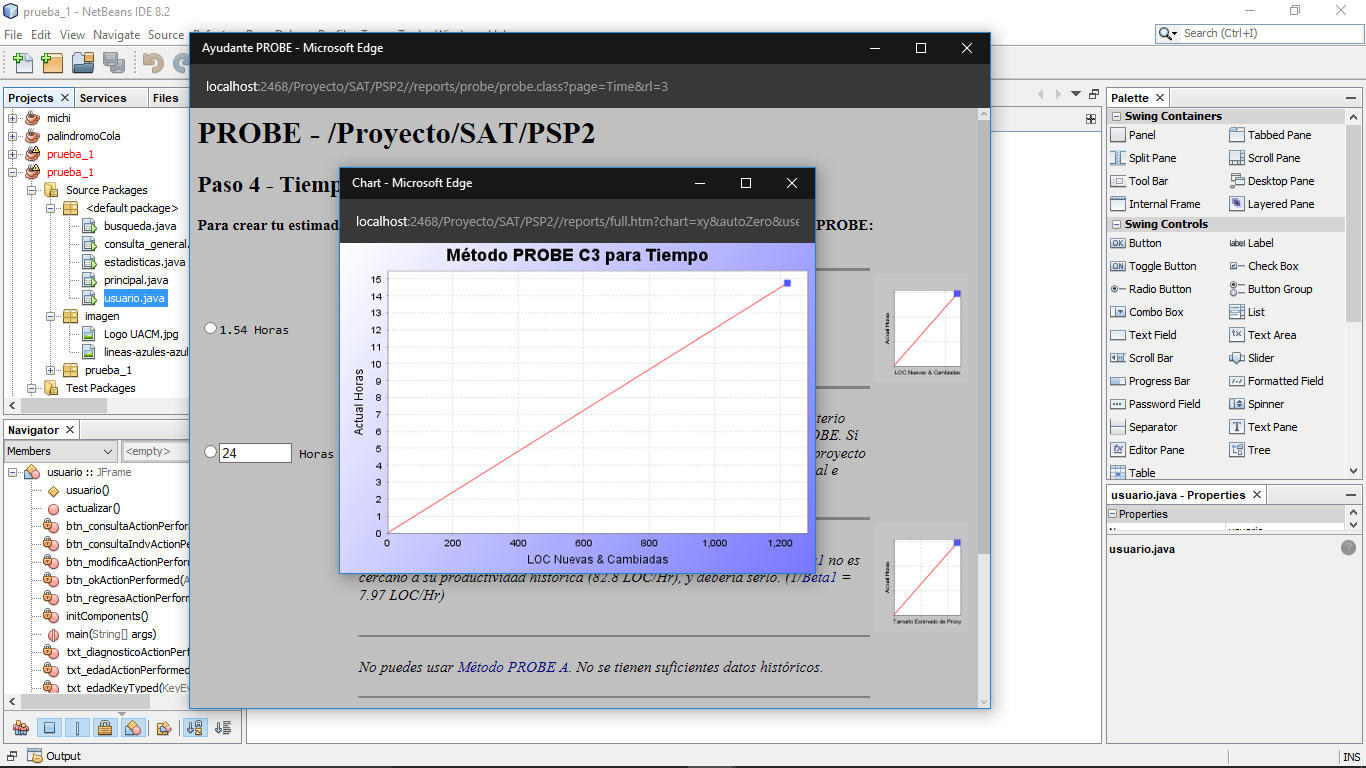 prueba_1 - NetBeans IDE 8.2
File Edit View Navigate Source
Search (Ctrl+I)
Projects
Services
Files
michi
palindromoCola
prueba_1
prueba_1
Source Packages
<default package>
busqueda.java
consulta_general.
estadisticas.java
principal.java
usuario.java
imagen
Logo UACM.jpg
lineas-azules-azul
prueba_1
Test Packages
Navigator
Members
<empty>
usuario :: JFrame
usuario()
actualizar()
btn_consultaActionPerform
btn_consultaIndvActionPe
btn_modificaActionPerform
btn_okActionPerformed(A
btn_regresaActionPerform
initComponents()
main(String[] args)
txt_diagnosticoActionPerf
txt_edadActionPerformed
txt_edadKeyTyped(KeyEv
Output
Ayudante PROBE - Microsoft Edge
localhost:2468/Proyecto/SAT/PSP2//reports/probe/probe.class?page=Time&rl=3
PROBE - /Proyecto/SAT/PSP2
Paso 4 - Tiemp
Para crear tu estimad
PROBE:
1.54 Horas
24 Horas
terio
OBE. Sí
proyecto
al e
a1 no es
cercano a su productividad histórica (82.8 LOC/Hr), y debería serlo. (1/Beta1 =
7.97 LOC/Hr)
No puedes usar Método PROBE A. No se tienen suficientes datos históricos.
Actual Horas
LOC Nuevas & Cambiadas
Actual Horas
Tamaño Estimado de Proxy
Chart - Microsoft Edge
localhost:2468/Proyecto/SAT/PSP2//reports/full.htm?chart=xy&autoZero&use
Método PROBE C3 para Tiempo
15
14
13
12
11
10
9
8
7
6
5
4
3
2
1
0
Actual Horas
0 200 400 600 800 1,000 1,200
LOC Nuevas & Cambiadas
Palette
Swing Containers
Panel Tabbed Pane
Split Pane Scroll Pane
Tool Bar Desktop Pane
Internal Frame Layered Pane
Swing Controls
Button Label
Toggle Button Check Box
Radio Button Button Group
Combo Box List
Text Field Text Area
Scroll Bar Slider
Progress Bar Formatted Field
Password Field Spinner
Separator Text Pane
Editor Pane Tree
Table
usuario.java - Properties
Properties
usuario.java
INS